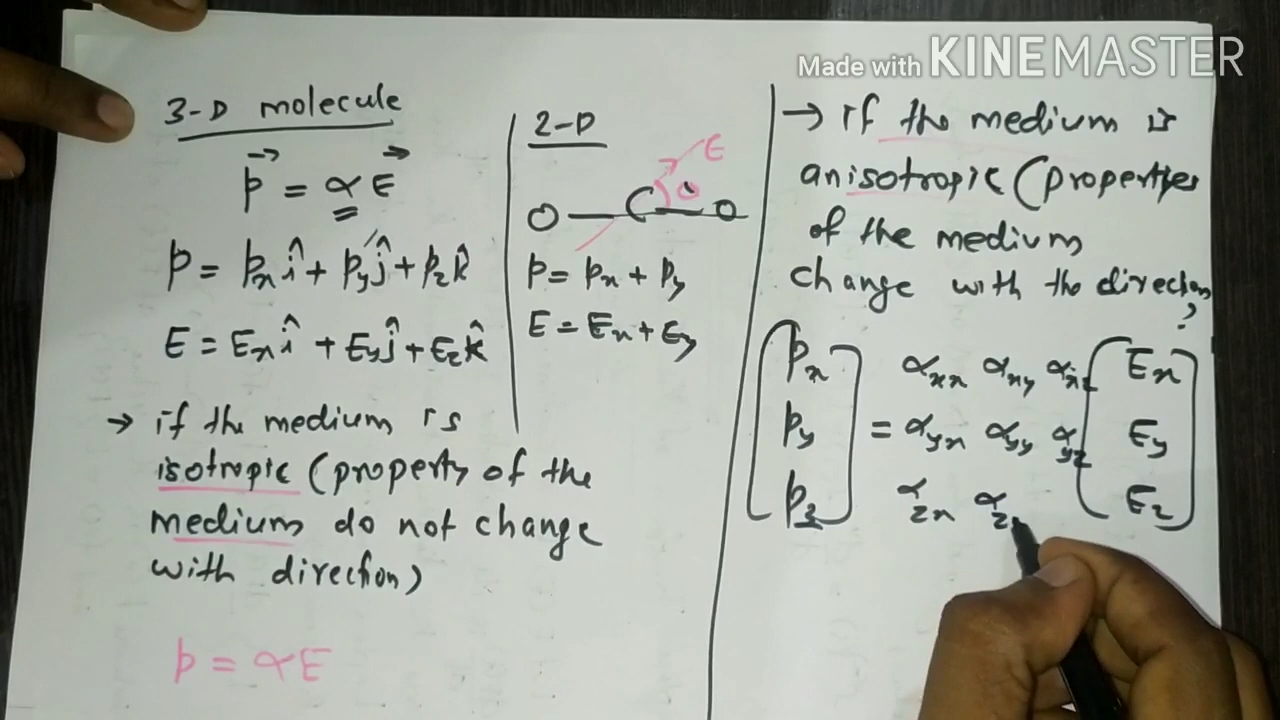 Made with KINEMASTER
3-D molecule
p = α E
p = pxî + pyĵ + pzk̂
E = Exî + Eyĵ + Ezk̂
→ if the medium is
isotropic (property of the
medium do not change
with direction)
p = αE
2-D
E
θ
O — C — O
p = px + py
E = Ex + Ey
→ if the medium is
anisotropic (properties
of the medium
change with the direction)
px αxx αxy αxz Ex
py = αyx αyy αyz Ey
pz αzx αz Ez